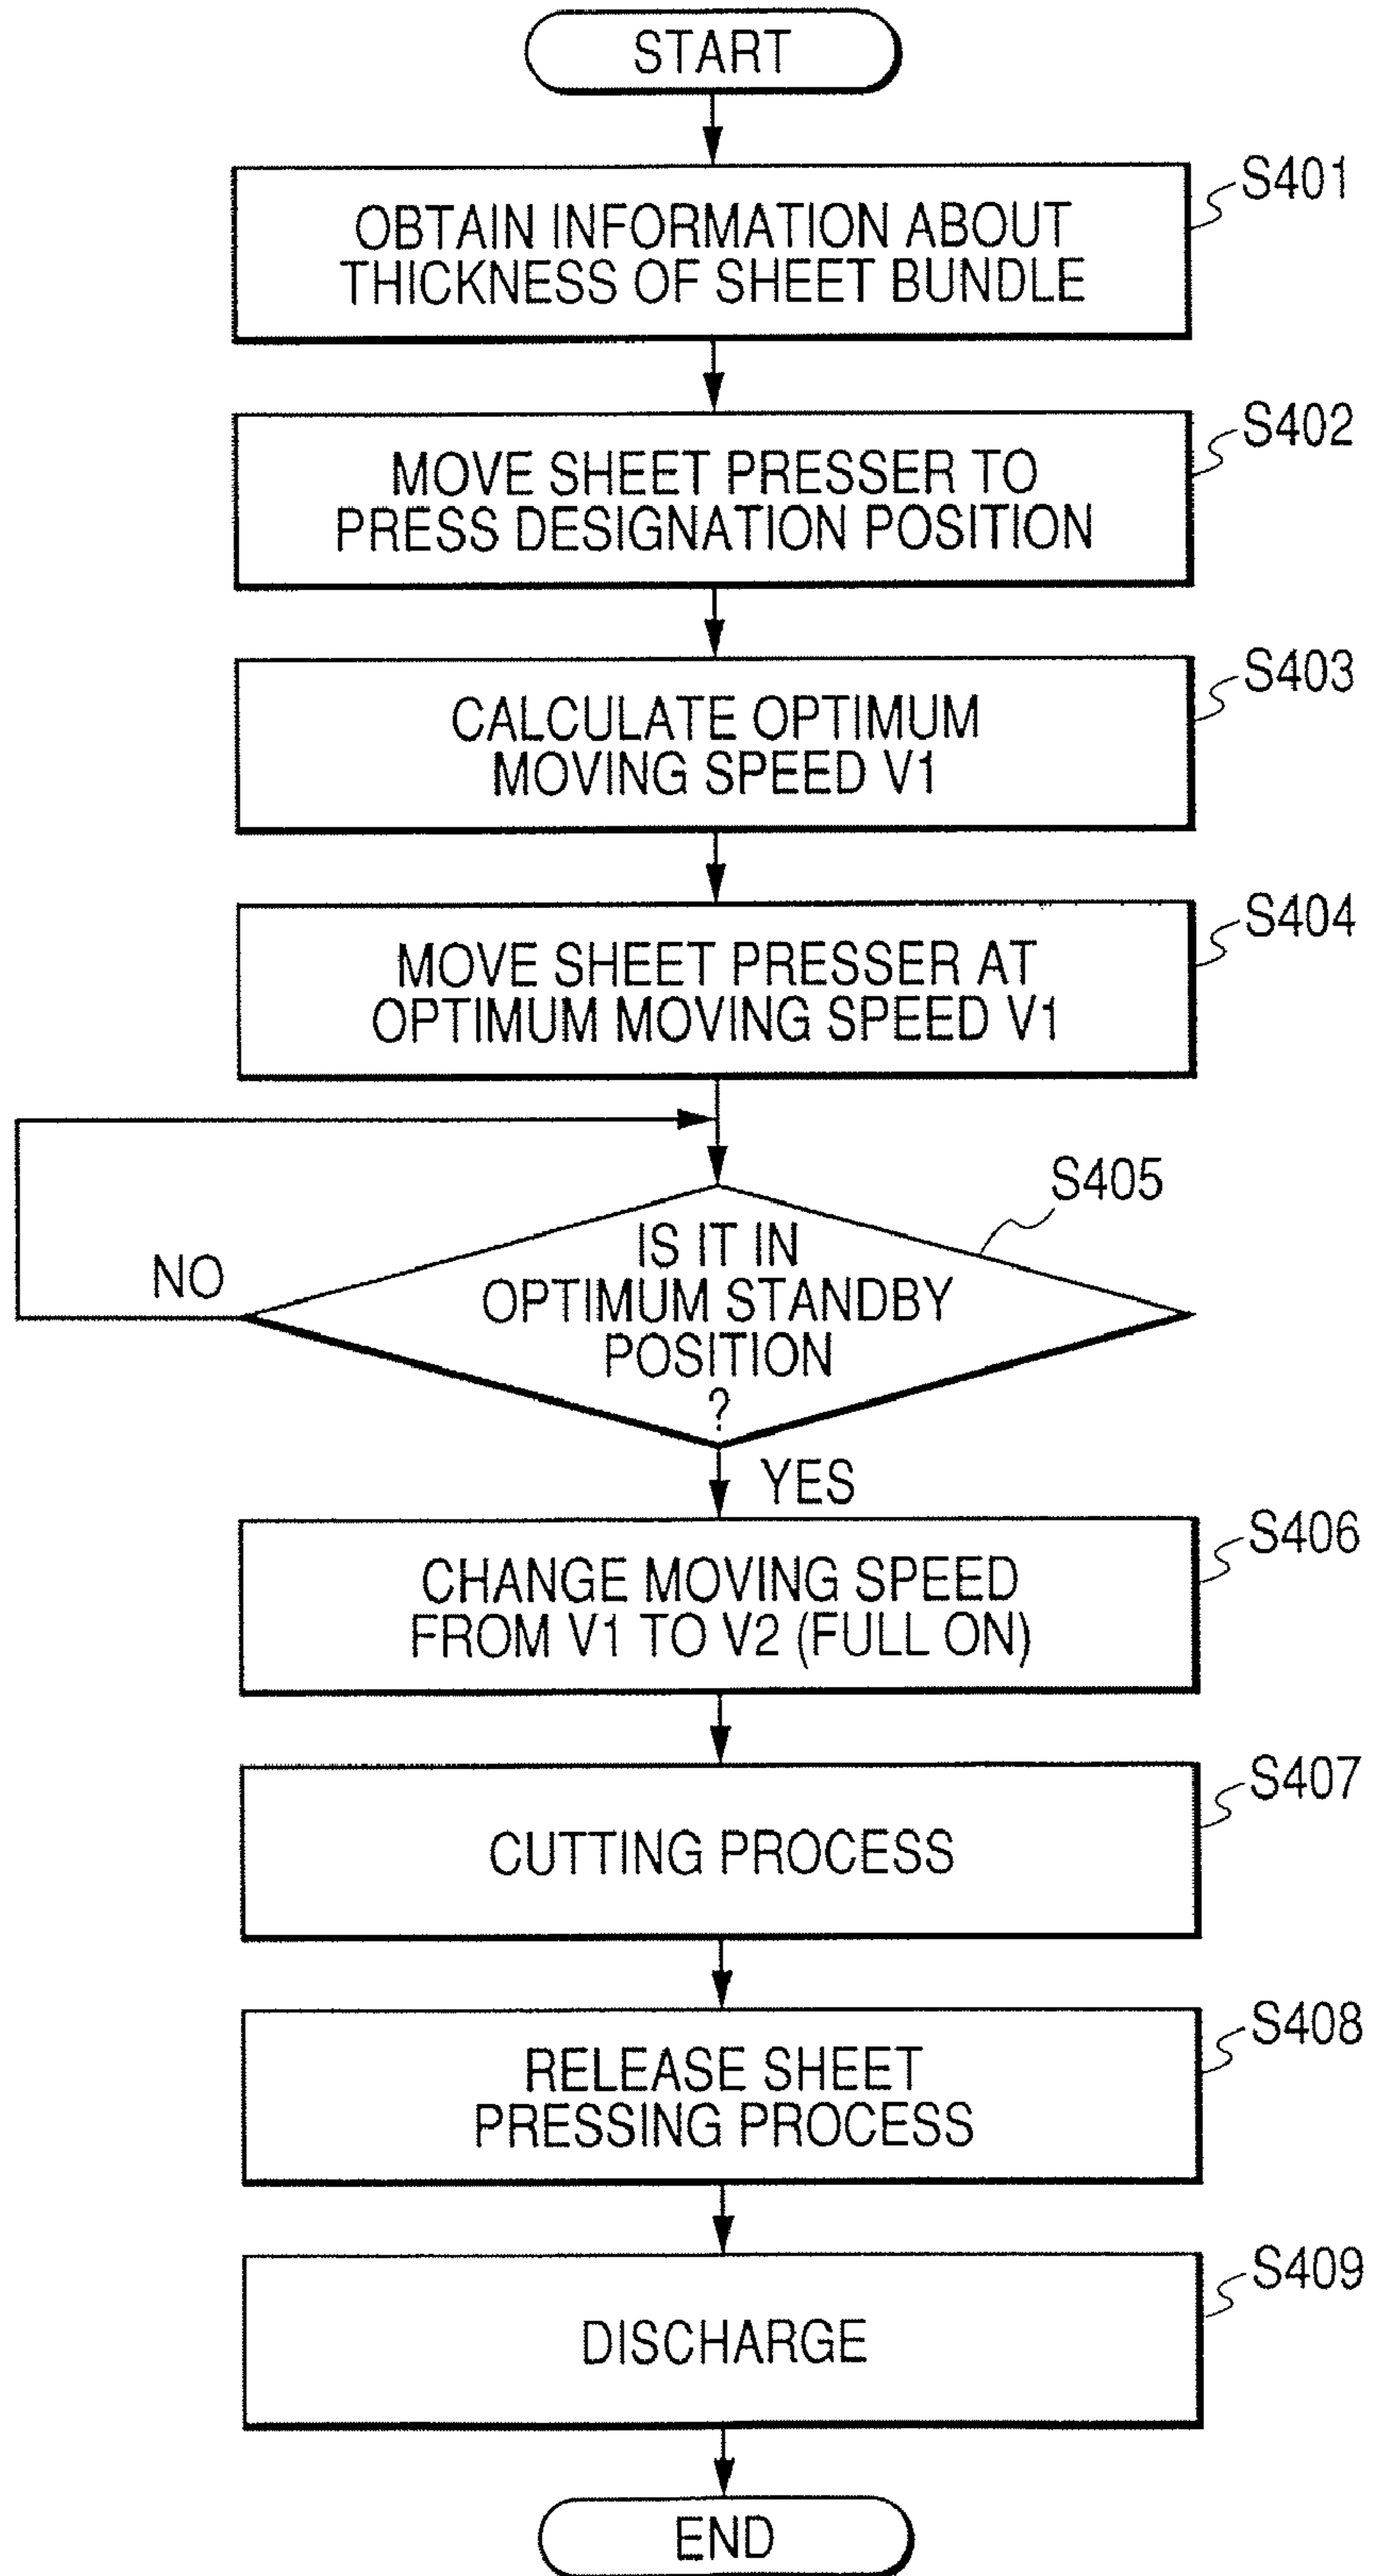 START
S401
OBTAIN INFORMATION ABOUT
THICKNESS OF SHEET BUNDLE
S402
MOVE SHEET PRESSER TO
PRESS DESIGNATION POSITION
S403
CALCULATE OPTIMUM
MOVING SPEED V1
S404
MOVE SHEET PRESSER AT
OPTIMUM MOVING SPEED V1
S405
IS IT IN
NO
OPTIMUM STANDBY
POSITION
?
YES
S406
CHANGE MOVING SPEED
FROM V1 TO V2 (FULL ON)
S407
CUTTING PROCESS
S408
RELEASE SHEET
PRESSING PROCESS
S409
DISCHARGE
END